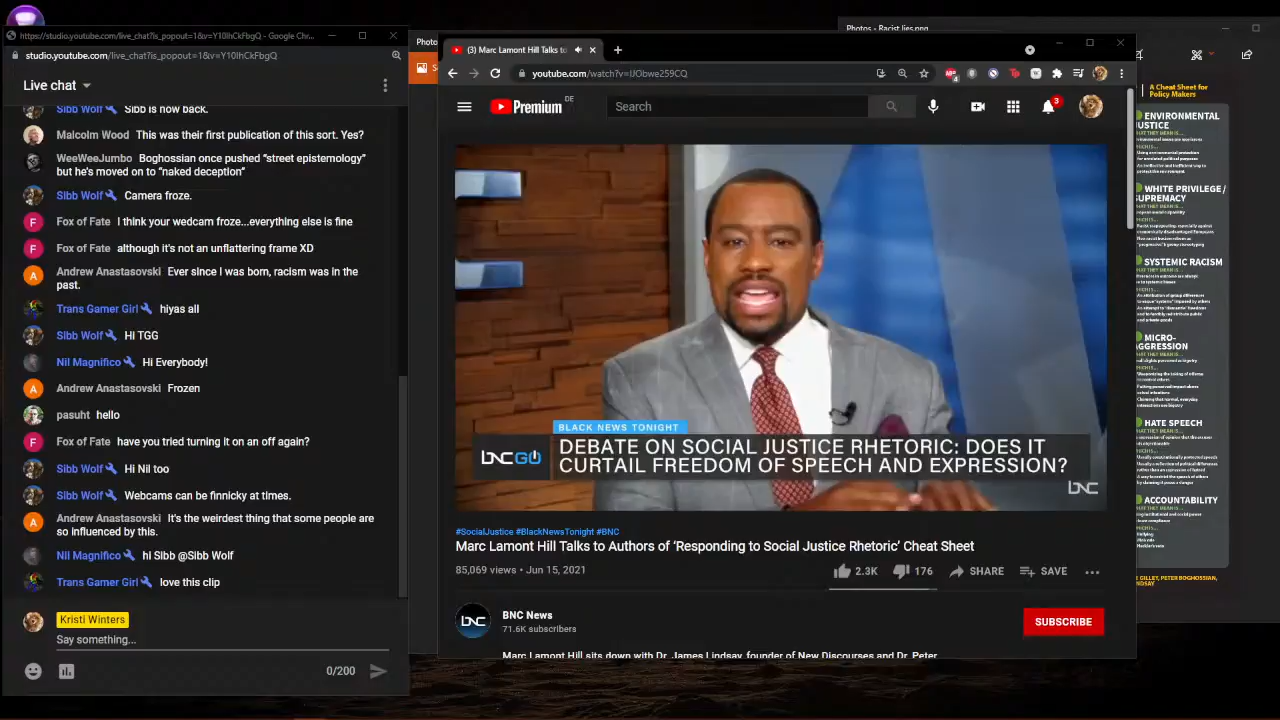 https://studio.youtube.com/live_chat?is_popout=1&v=Y10IhCkFbgQ - Google Chr...
studio.youtube.com/live_chat?is_popout=1&v=Y10IhCkFbgQ
Live chat
Sibb Wolf Sibb is now back.
Malcolm Wood This was their first publication of this sort. Yes?
WeeWeeJumbo Boghossian once pushed “street epistemology”
but he's moved on to “naked deception”
Sibb Wolf Camera froze.
F Fox of Fate I think your wedcam froze...everything else is fine
F Fox of Fate although it's not an unflattering frame XD
A Andrew Anastasovski Ever since I was born, racism was in the
past.
Trans Gamer Girl hiyas all
Sibb Wolf Hi TGG
Nil Magnifico Hi Everybody!
A Andrew Anastasovski Frozen
pasuht hello
F Fox of Fate have you tried turning it on an off again?
Sibb Wolf Hi Nil too
Sibb Wolf Webcams can be finnicky at times.
A Andrew Anastasovski It's the weirdest thing that some people are
so influenced by this.
Nil Magnifico hi Sibb @Sibb Wolf
Trans Gamer Girl love this clip
Kristi Winters
Say something...
0/200
Photo
(3) Marc Lamont Hill Talks to
youtube.com/watch?v=IJObwe259CQ
Premium DE
Search
3
BLACK NEWS TONIGHT
bNC GO
DEBATE ON SOCIAL JUSTICE RHETORIC: DOES IT
CURTAIL FREEDOM OF SPEECH AND EXPRESSION?
bNC
#SocialJustice #BlackNewsTonight #BNC
Marc Lamont Hill Talks to Authors of ‘Responding to Social Justice Rhetoric’ Cheat Sheet
85,069 views • Jun 15, 2021
2.3K 176 SHARE SAVE
bNC
BNC News
71.6K subscribers
SUBSCRIBE
Marc Lamont Hill sits down with Dr. James Lindsay, founder of New Discourses and Dr. Peter
Photos - Racist lies.png
A Cheat Sheet for
Policy Makers
ENVIRONMENTAL
JUSTICE
WHITE PRIVILEGE /
SUPREMACY
SYSTEMIC RACISM
MICRO-
AGGRESSION
HATE SPEECH
ACCOUNTABILITY
GILLEY, PETER BOGHOSSIAN,